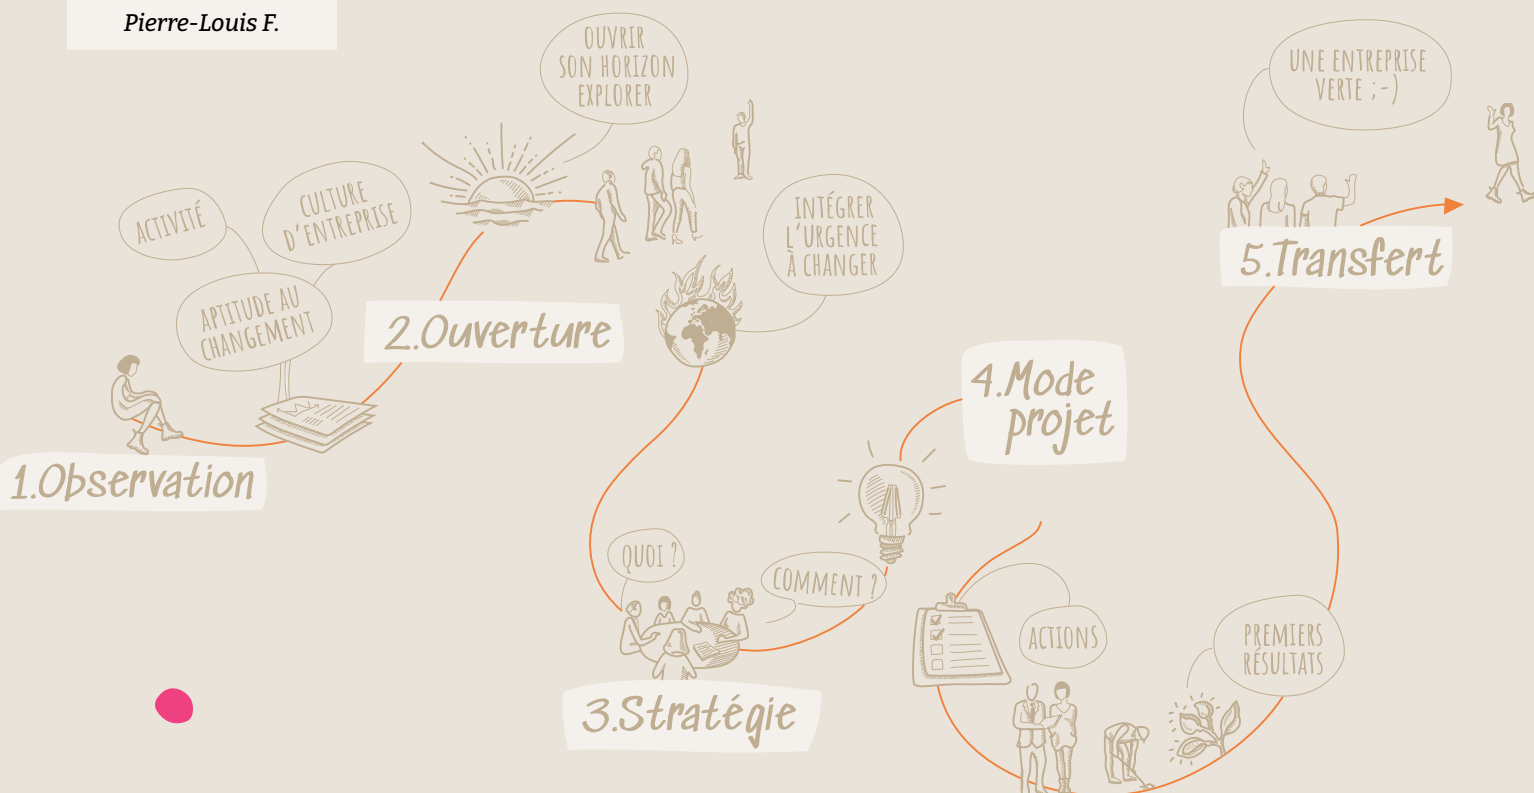 Pierre-Louis F.
OUVRIR
SON HORIZON
EXPLORER
UNE ENTREPRISE
VERTE ;-)
ACTIVITÉ
CULTURE
D'ENTREPRISE
INTÉGRER
L'URGENCE
À CHANGER
5.Transfert
APTITUDE AU
CHANGEMENT
2.Ouverture
4.Mode
projet
1.Observation
QUOI ?
COMMENT ?
ACTIONS
PREMIERS
RÉSULTATS
3.Stratégie